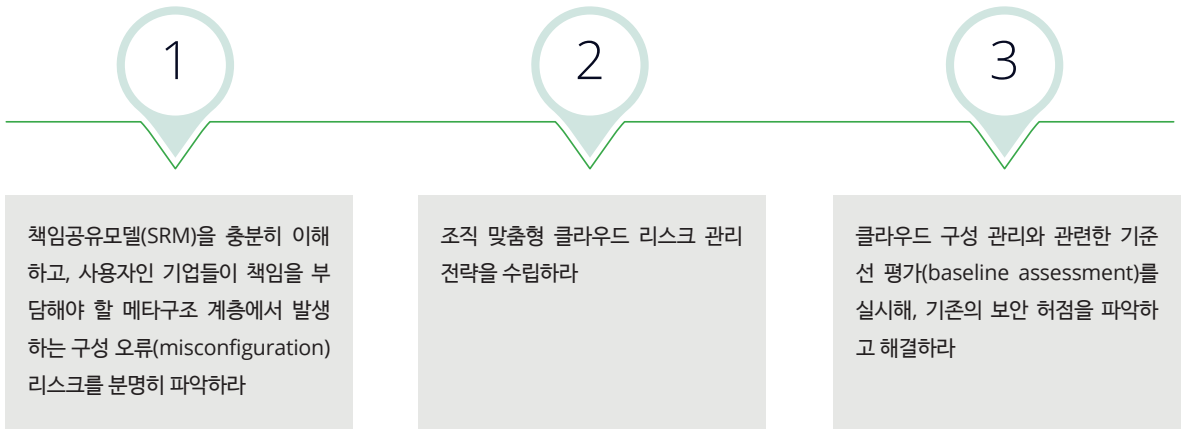 1
책임공유모델(SRM)을 충분히 이해
하고, 사용자인 기업들이 책임을 부
담해야 할 메타구조 계층에서 발생
하는 구성 오류(misconfiguration)
리스크를 분명히 파악하라
2
조직 맞춤형 클라우드 리스크 관리
전략을 수립하라
3
클라우드 구성 관리와 관련한 기준
선 평가(baseline assessment)를
실시해, 기존의 보안 허점을 파악하
고 해결하라